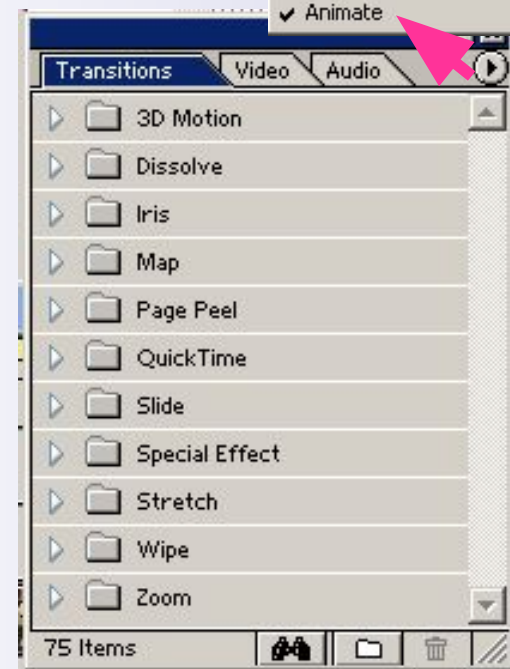 Animate
Transitions Video Audio
3D Motion
Dissolve
Iris
Map
Page Peel
QuickTime
Slide
Special Effect
Stretch
Wipe
Zoom
75 Items